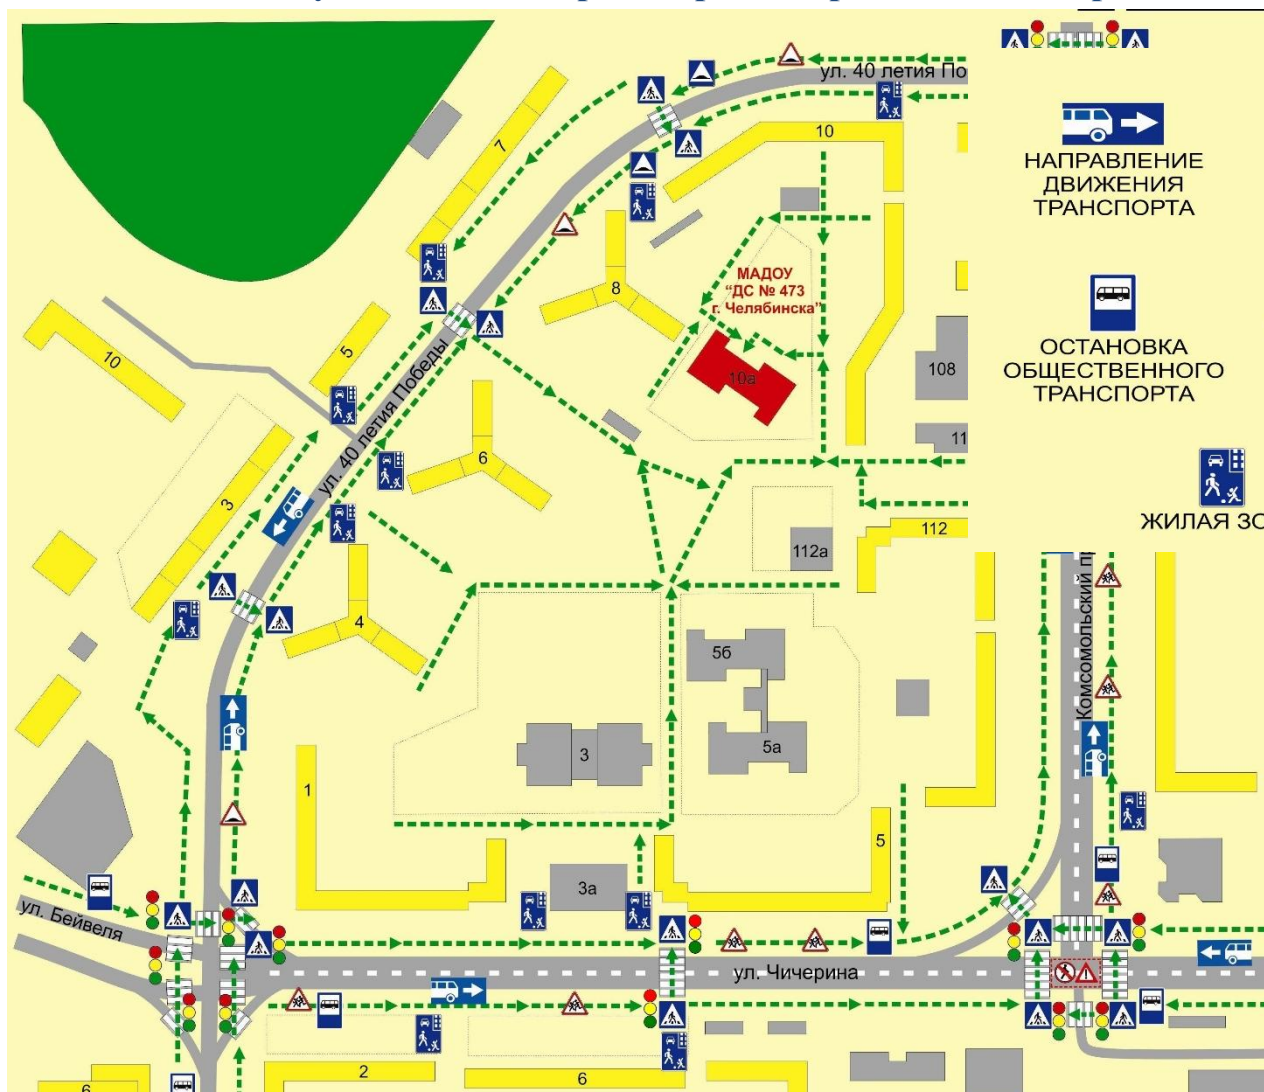 ул. 40 летия По
10
7
НАПРАВЛЕНИЕ
ДВИЖЕНИЯ
ТРАНСПОРТА
МАДОУ
“ДС № 473
г. Челябинска”
8
10
5
10а
108
11
ОСТАНОВКА
ОБЩЕСТВЕННОГО
ТРАНСПОРТА
ул. 40 летия Победы
6
3
ЖИЛАЯ ЗО
112
112а
4
5б
Комсомольский п
1
3
5а
5
3а
ул. Бейвеля
ул. Чичерина
2
6
6